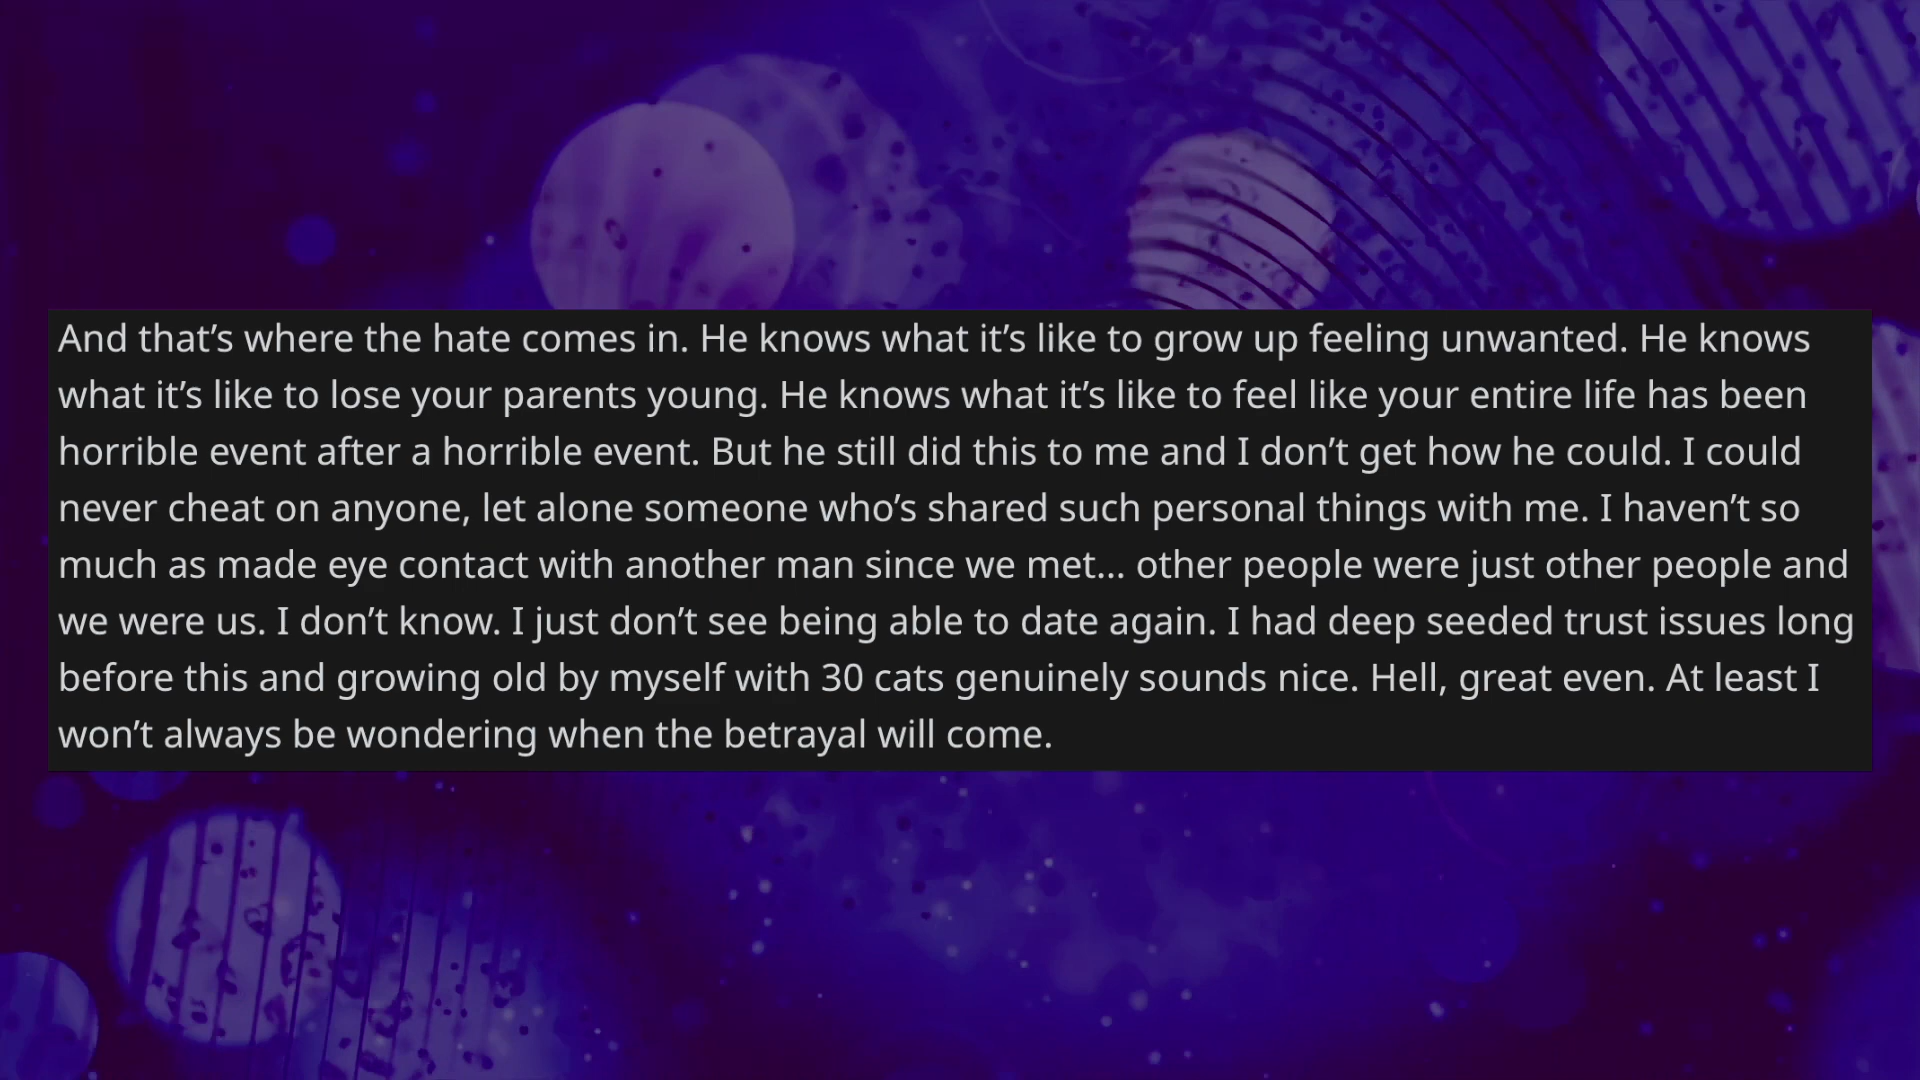 And that’s where the hate comes in. He knows what it’s like to grow up feeling unwanted. He knows
what it’s like to lose your parents young. He knows what it’s like to feel like your entire life has been
horrible event after a horrible event. But he still did this to me and I don’t get how he could. I could
never cheat on anyone, let alone someone who’s shared such personal things with me. I haven’t so
much as made eye contact with another man since we met... other people were just other people and
we were us. I don’t know. I just don’t see being able to date again. I had deep seeded trust issues long
before this and growing old by myself with 30 cats genuinely sounds nice. Hell, great even. At least I
won’t always be wondering when the betrayal will come.